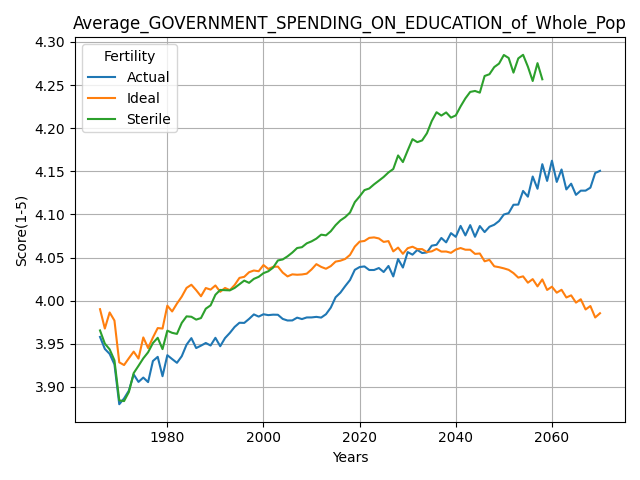 Average_GOVERNMENT_SPENDING_ON_EDUCATION_of_Whole_Pop
Fertility
Actual
Ideal
Sterile
Score(1-5)
4.30
4.25
4.20
4.15
4.10
4.05
4.00
3.95
3.90
1980 2000 2020 2040 2060
Years